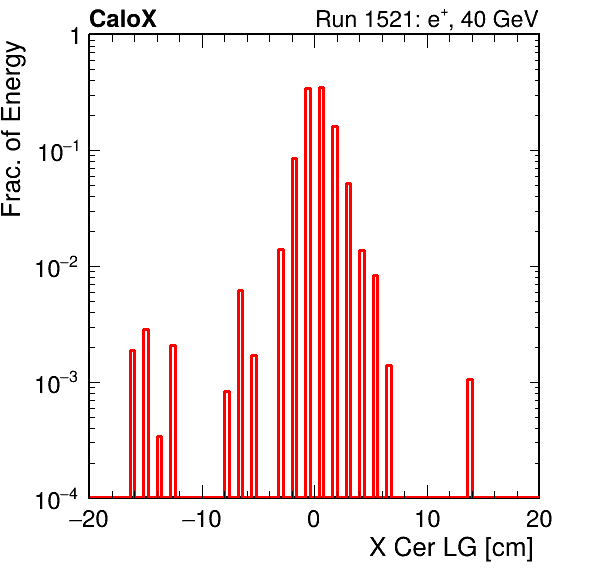 CaloX Run 1521: e⁺, 40 GeV
Frac. of Energy
1
10⁻¹
10⁻²
10⁻³
10⁻⁴
−20 −10 0 10 20
X Cer LG [cm]